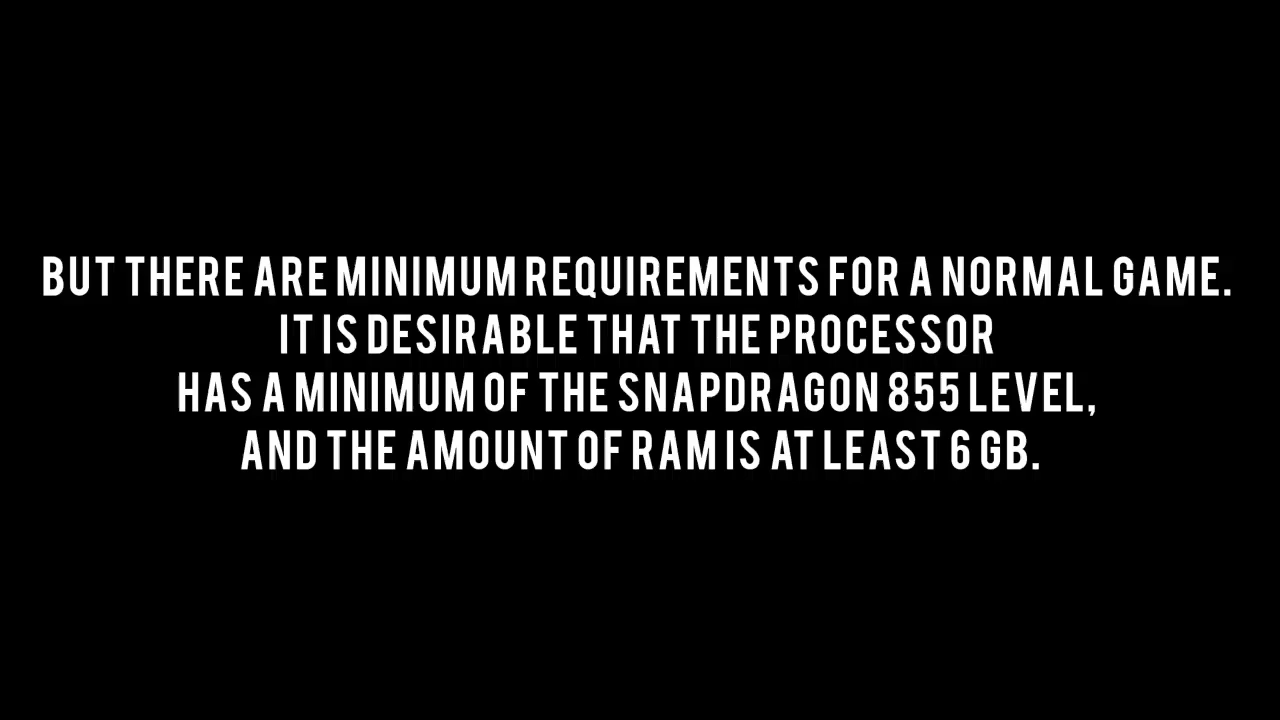 BUT THERE ARE MINIMUM REQUIREMENTS FOR A NORMAL GAME.
IT IS DESIRABLE THAT THE PROCESSOR
HAS A MINIMUM OF THE SNAPDRAGON 855 LEVEL,
AND THE AMOUNT OF RAM IS AT LEAST 6 GB.